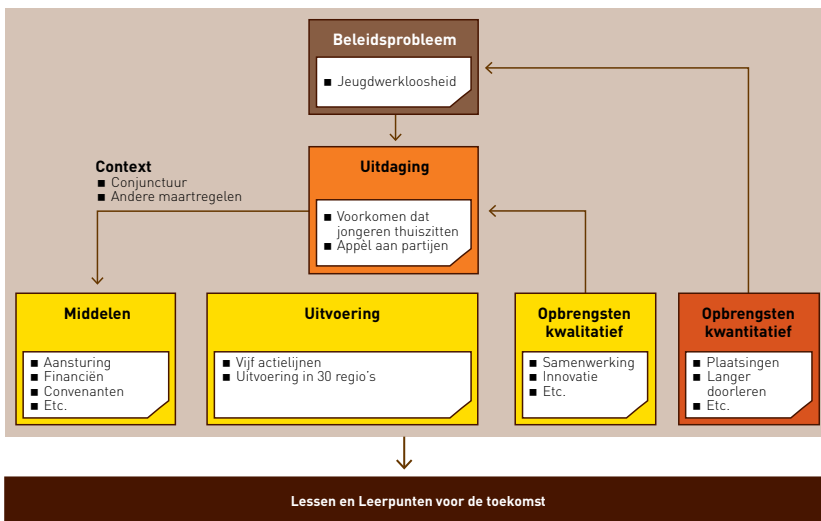 Beleidsprobleem
■ Jeugdwerkloosheid
Context
■ Conjunctuur
■ Andere maartregelen
Uitdaging
■ Voorkomen dat
jongeren thuiszitten
■ Appèl aan partijen
Middelen
■ Aansturing
■ Financiën
■ Convenanten
■ Etc.
Uitvoering
■ Vijf actielijnen
■ Uitvoering in 30 regio's
Opbrengsten
kwalitatief
■ Samenwerking
■ Innovatie
■ Etc.
Opbrengsten
kwantitatief
■ Plaatsingen
■ Langer
doorleren
■ Etc.
Lessen en Leerpunten voor de toekomst